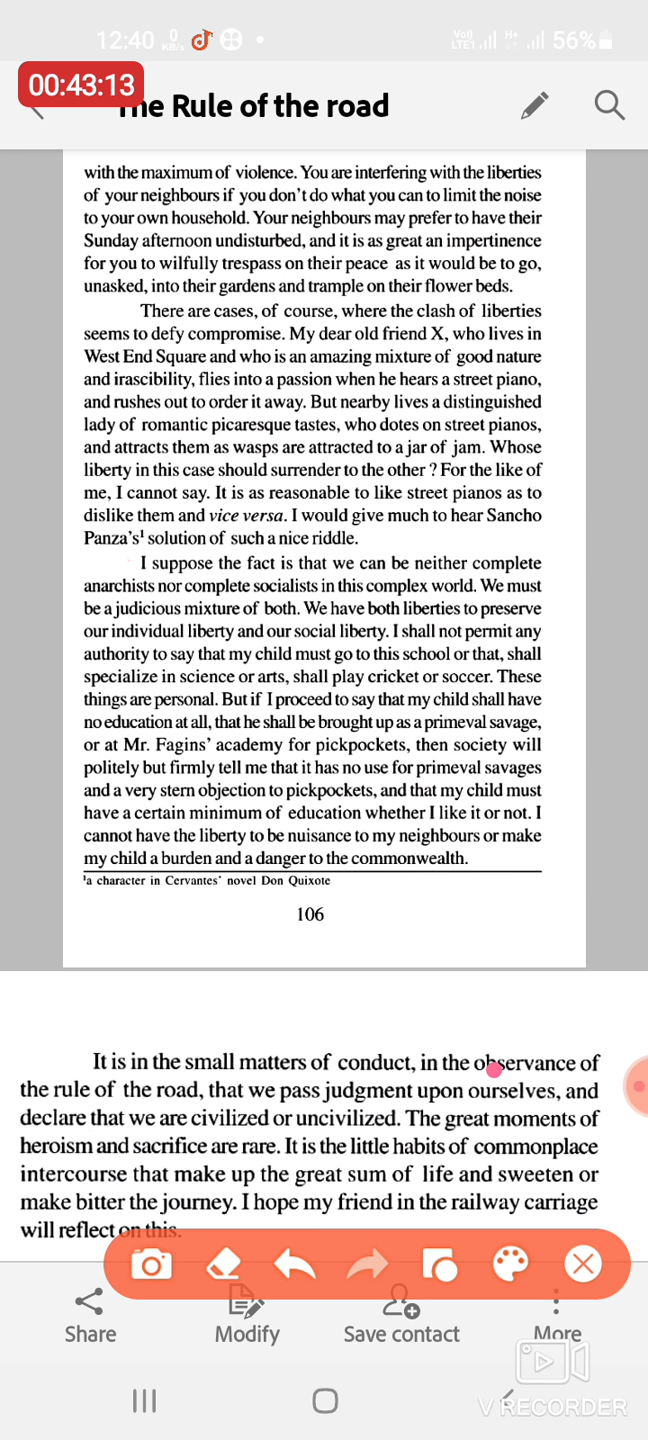 12:40 0 KB/s
Vo) LTE1 H+ 56%
00:43:13
The Rule of the road
with the maximum of violence. You are interfering with the liberties
of your neighbours if you don't do what you can to limit the noise
to your own household. Your neighbours may prefer to have their
Sunday afternoon undisturbed, and it is as great an impertinence
for you to wilfully trespass on their peace as it would be to go,
unasked, into their gardens and trample on their flower beds.
There are cases, of course, where the clash of liberties
seems to defy compromise. My dear old friend X, who lives in
West End Square and who is an amazing mixture of good nature
and irascibility, flies into a passion when he hears a street piano,
and rushes out to order it away. But nearby lives a distinguished
lady of romantic picaresque tastes, who dotes on street pianos,
and attracts them as wasps are attracted to a jar of jam. Whose
liberty in this case should surrender to the other ? For the like of
me, I cannot say. It is as reasonable to like street pianos as to
dislike them and vice versa. I would give much to hear Sancho
Panza's¹ solution of such a nice riddle.
I suppose the fact is that we can be neither complete
anarchists nor complete socialists in this complex world. We must
be a judicious mixture of both. We have both liberties to preserve
our individual liberty and our social liberty. I shall not permit any
authority to say that my child must go to this school or that, shall
specialize in science or arts, shall play cricket or soccer. These
things are personal. But if I proceed to say that my child shall have
no education at all, that he shall be brought up as a primeval savage,
or at Mr. Fagins' academy for pickpockets, then society will
politely but firmly tell me that it has no use for primeval savages
and a very stern objection to pickpockets, and that my child must
have a certain minimum of education whether I like it or not. I
cannot have the liberty to be nuisance to my neighbours or make
my child a burden and a danger to the commonwealth.
¹a character in Cervantes' novel Don Quixote
106
It is in the small matters of conduct, in the observance of
the rule of the road, that we pass judgment upon ourselves, and
declare that we are civilized or uncivilized. The great moments of
heroism and sacrifice are rare. It is the little habits of commonplace
intercourse that make up the great sum of life and sweeten or
make bitter the journey. I hope my friend in the railway carriage
will reflect on this.
Share Modify Save contact More
V RECORDER